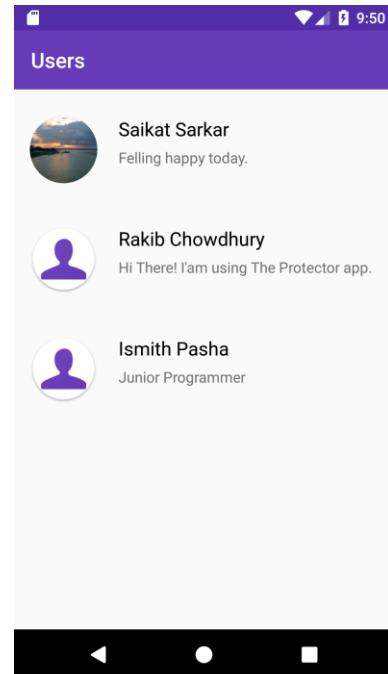 9:50
Users
Saikat Sarkar
Felling happy today.
Rakib Chowdhury
Hi There! I'am using The Protector app.
Ismith Pasha
Junior Programmer